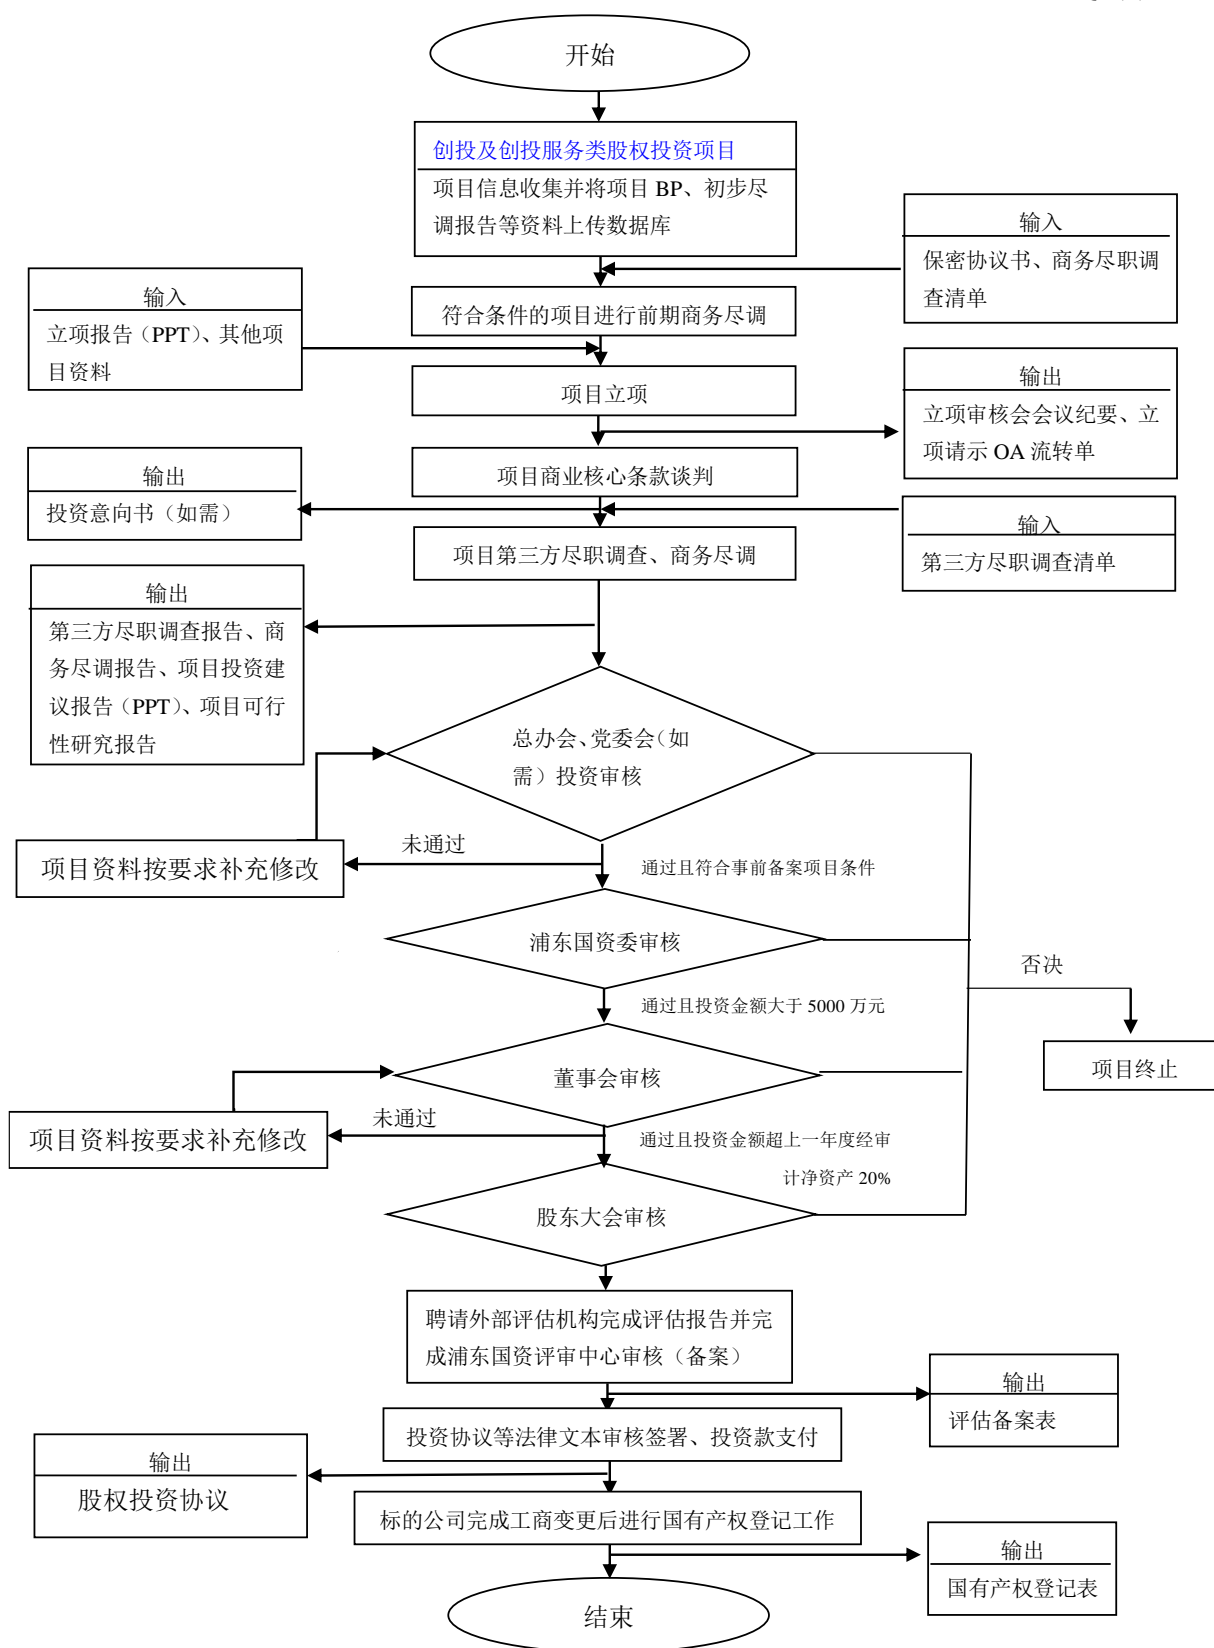 开始
创投及创投服务类股权投资项目
项目信息收集并将项目 BP、初步尽
调报告等资料上传数据库
输入
保密协议书、商务尽职调
查清单
输入
立项报告（PPT）、其他项
目资料
符合条件的项目进行前期商务尽调
项目立项
输出
立项审核会会议纪要、立
项请示 OA 流转单
项目商业核心条款谈判
输出
投资意向书（如需）
输入
第三方尽职调查清单
项目第三方尽职调查、商务尽调
输出
第三方尽职调查报告、商
务尽调报告、项目投资建
议报告（PPT）、项目可行
性研究报告
总办会、党委会（如
需）投资审核
未通过
项目资料按要求补充修改
通过且符合事前备案项目条件
浦东国资委审核
否决
通过且投资金额大于 5000 万元
项目终止
董事会审核
未通过
项目资料按要求补充修改
通过且投资金额超上一年度经审
计净资产 20%
股东大会审核
聘请外部评估机构完成评估报告并完
成浦东国资评审中心审核（备案）
输出
评估备案表
投资协议等法律文本审核签署、投资款支付
输出
股权投资协议
标的公司完成工商变更后进行国有产权登记工作
输出
国有产权登记表
结束